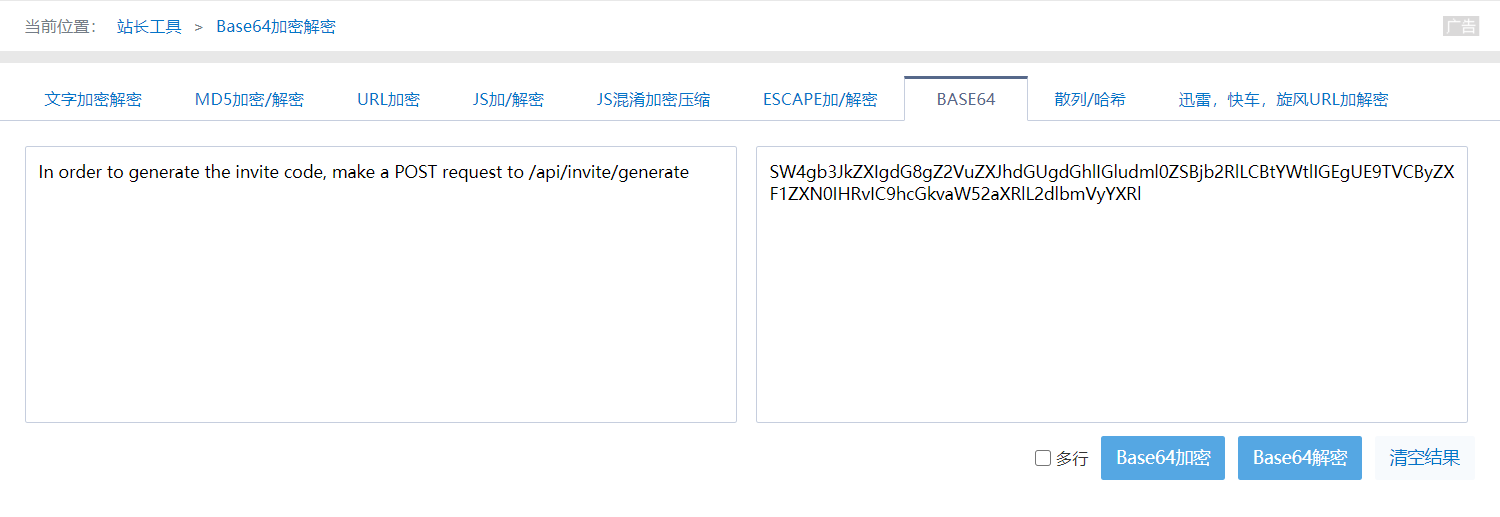 当前位置： 站长工具 > Base64加密解密 广告
文字加密解密 MD5加密/解密 URL加密 JS加/解密 JS混淆加密压缩 ESCAPE加/解密 BASE64 散列/哈希 迅雷，快车，旋风URL加解密
In order to generate the invite code, make a POST request to /api/invite/generate
SW4gb3JkZXIgdG8gZ2VuZXJhdGUgdGhlIGludml0ZSBjb2RlLCBtYWtlIGEgUE9TVCByZX
F1ZXN0IHRvIC9hcGkvaW52aXRlL2dlbmVyYXRl
多行 Base64加密 Base64解密 清空结果